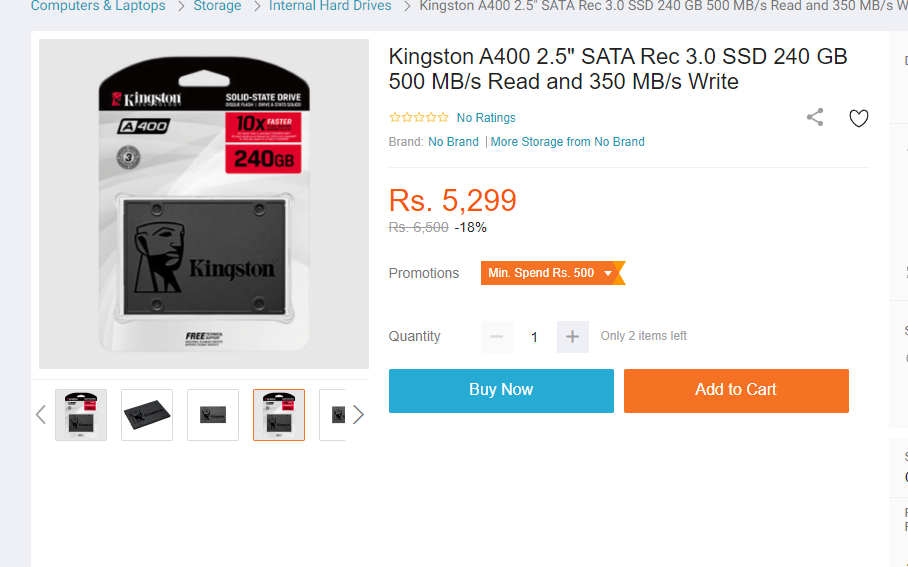 Computers & Laptops > Storage > Internal Hard Drives > Kingston A400 2.5" SATA Rec 3.0 SSD 240 GB 500 MB/s Read and 350 MB/s
Kingston
SOLID-STATE DRIVE
DISQUE FLASH | DRIVE A STATO SOLIDO
A400
10x FASTER
3
240GB
Kingston
FREE TECHNICAL SUPPORT
Kingston A400 2.5" SATA Rec 3.0 SSD 240 GB
500 MB/s Read and 350 MB/s Write
No Ratings
Brand: No Brand | More Storage from No Brand
Rs. 5,299
Rs. 6,500 -18%
Promotions Min. Spend Rs. 500
Quantity − 1 + Only 2 items left
Buy Now Add to Cart